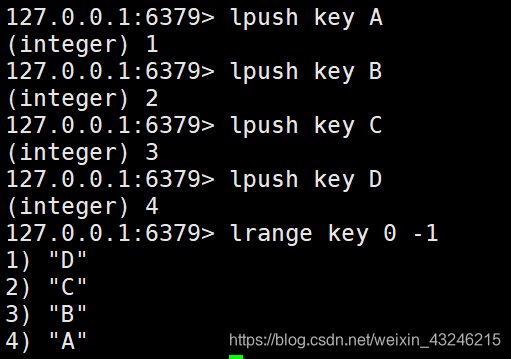 127.0.0.1:6379> lpush key A
(integer) 1
127.0.0.1:6379> lpush key B
(integer) 2
127.0.0.1:6379> lpush key C
(integer) 3
127.0.0.1:6379> lpush key D
(integer) 4
127.0.0.1:6379> lrange key 0 -1
1) "D"
2) "C"
3) "B"
4) "A"
https://blog.csdn.net/weixin_43246215